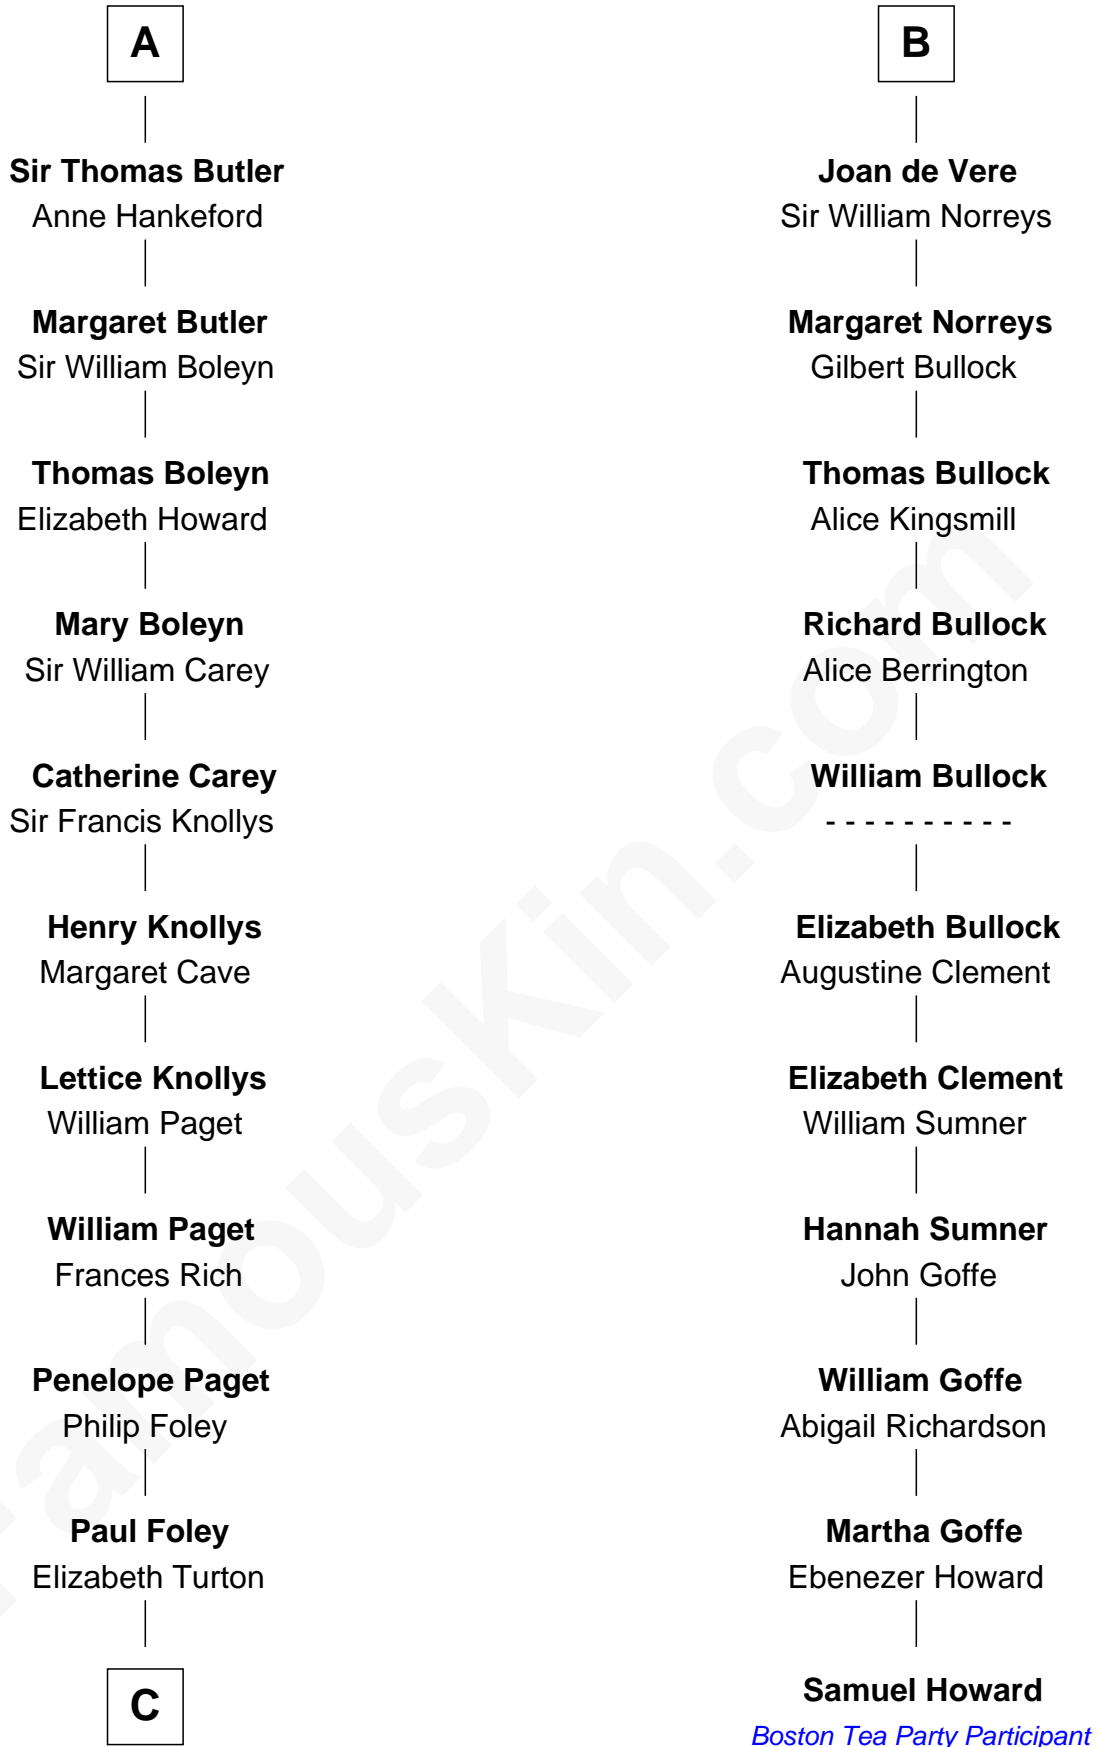 A
Sir Thomas Butler
Anne Hankeford
Margaret Butler
Sir William Boleyn
Thomas Boleyn
Elizabeth Howard
Mary Boleyn
Sir William Carey
Catherine Carey
Sir Francis Knollys
Henry Knollys
Margaret Cave
Lettice Knollys
William Paget
William Paget
Frances Rich
Penelope Paget
Philip Foley
Paul Foley
Elizabeth Turton
C
B
Joan de Vere
Sir William Norreys
Margaret Norreys
Gilbert Bullock
Thomas Bullock
Alice Kingsmill
Richard Bullock
Alice Berrington
William Bullock
- - - - - - - - - -
Elizabeth Bullock
Augustine Clement
Elizabeth Clement
William Sumner
Hannah Sumner
John Goffe
William Goffe
Abigail Richardson
Martha Goffe
Ebenezer Howard
Samuel Howard
Boston Tea Party Participant
FamousKin.com